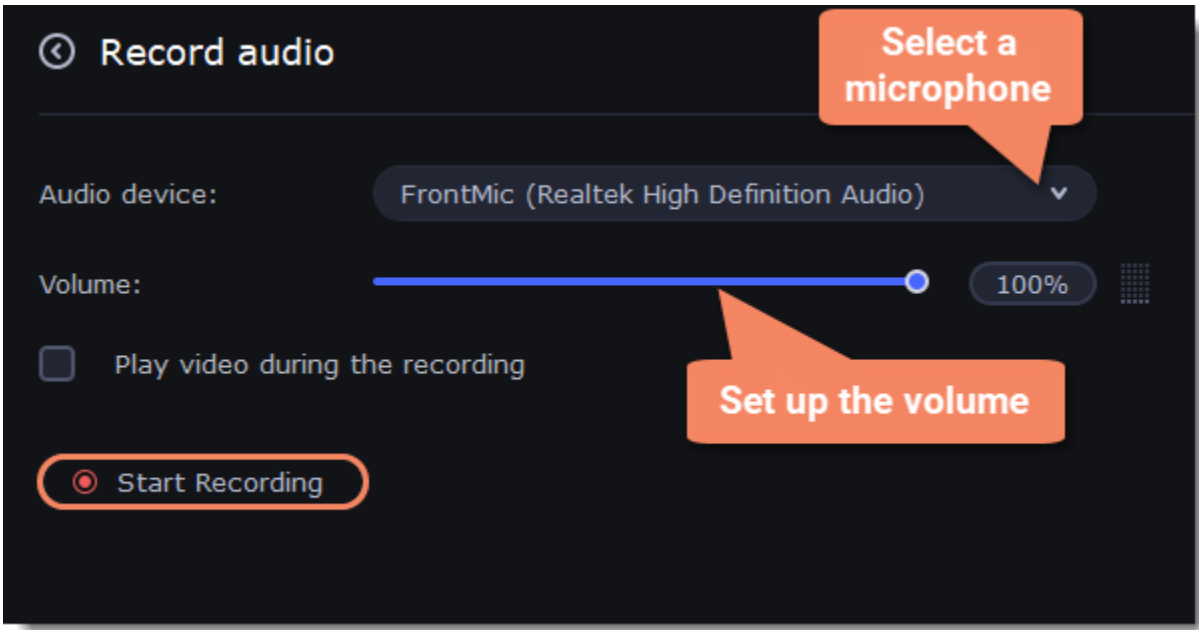 Record audio
Select a
microphone
Audio device:
FrontMic (Realtek High Definition Audio)
Volume:
100%
Play video during the recording
Set up the volume
Start Recording